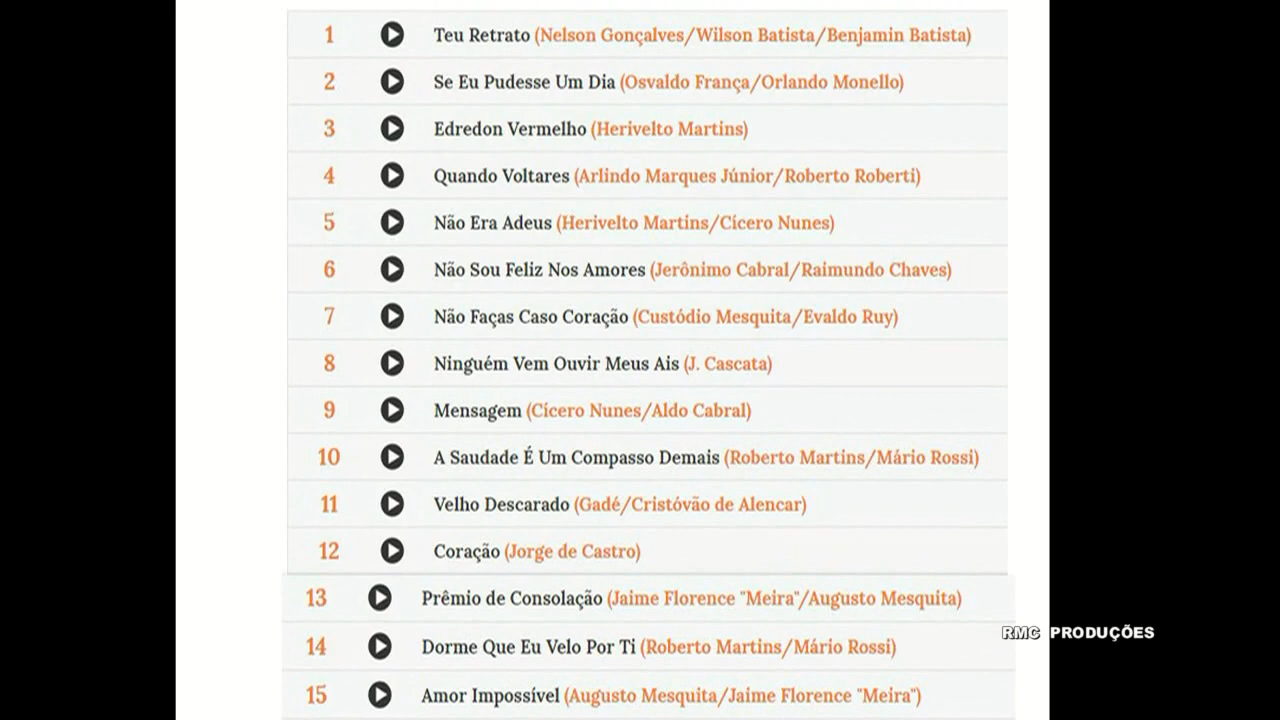 1 Teu Retrato (Nelson Gonçalves/Wilson Batista/Benjamin Batista)
2 Se Eu Pudesse Um Dia (Osvaldo França/Orlando Monello)
3 Edredon Vermelho (Herivelto Martins)
4 Quando Voltares (Arlindo Marques Júnior/Roberto Roberti)
5 Não Era Adeus (Herivelto Martins/Cícero Nunes)
6 Não Sou Feliz Nos Amores (Jerônimo Cabral/Raimundo Chaves)
7 Não Faças Caso Coração (Custódio Mesquita/Evaldo Ruy)
8 Ninguém Vem Ouvir Meus Ais (J. Cascata)
9 Mensagem (Cícero Nunes/Aldo Cabral)
10 A Saudade É Um Compasso Demais (Roberto Martins/Mário Rossi)
11 Velho Descarado (Gadé/Cristóvão de Alencar)
12 Coração (Jorge de Castro)
13 Prêmio de Consolação (Jaime Florence "Meira"/Augusto Mesquita)
RMC PRODUÇÕES
14 Dorme Que Eu Velo Por Ti (Roberto Martins/Mário Rossi)
15 Amor Impossível (Augusto Mesquita/Jaime Florence "Meira")